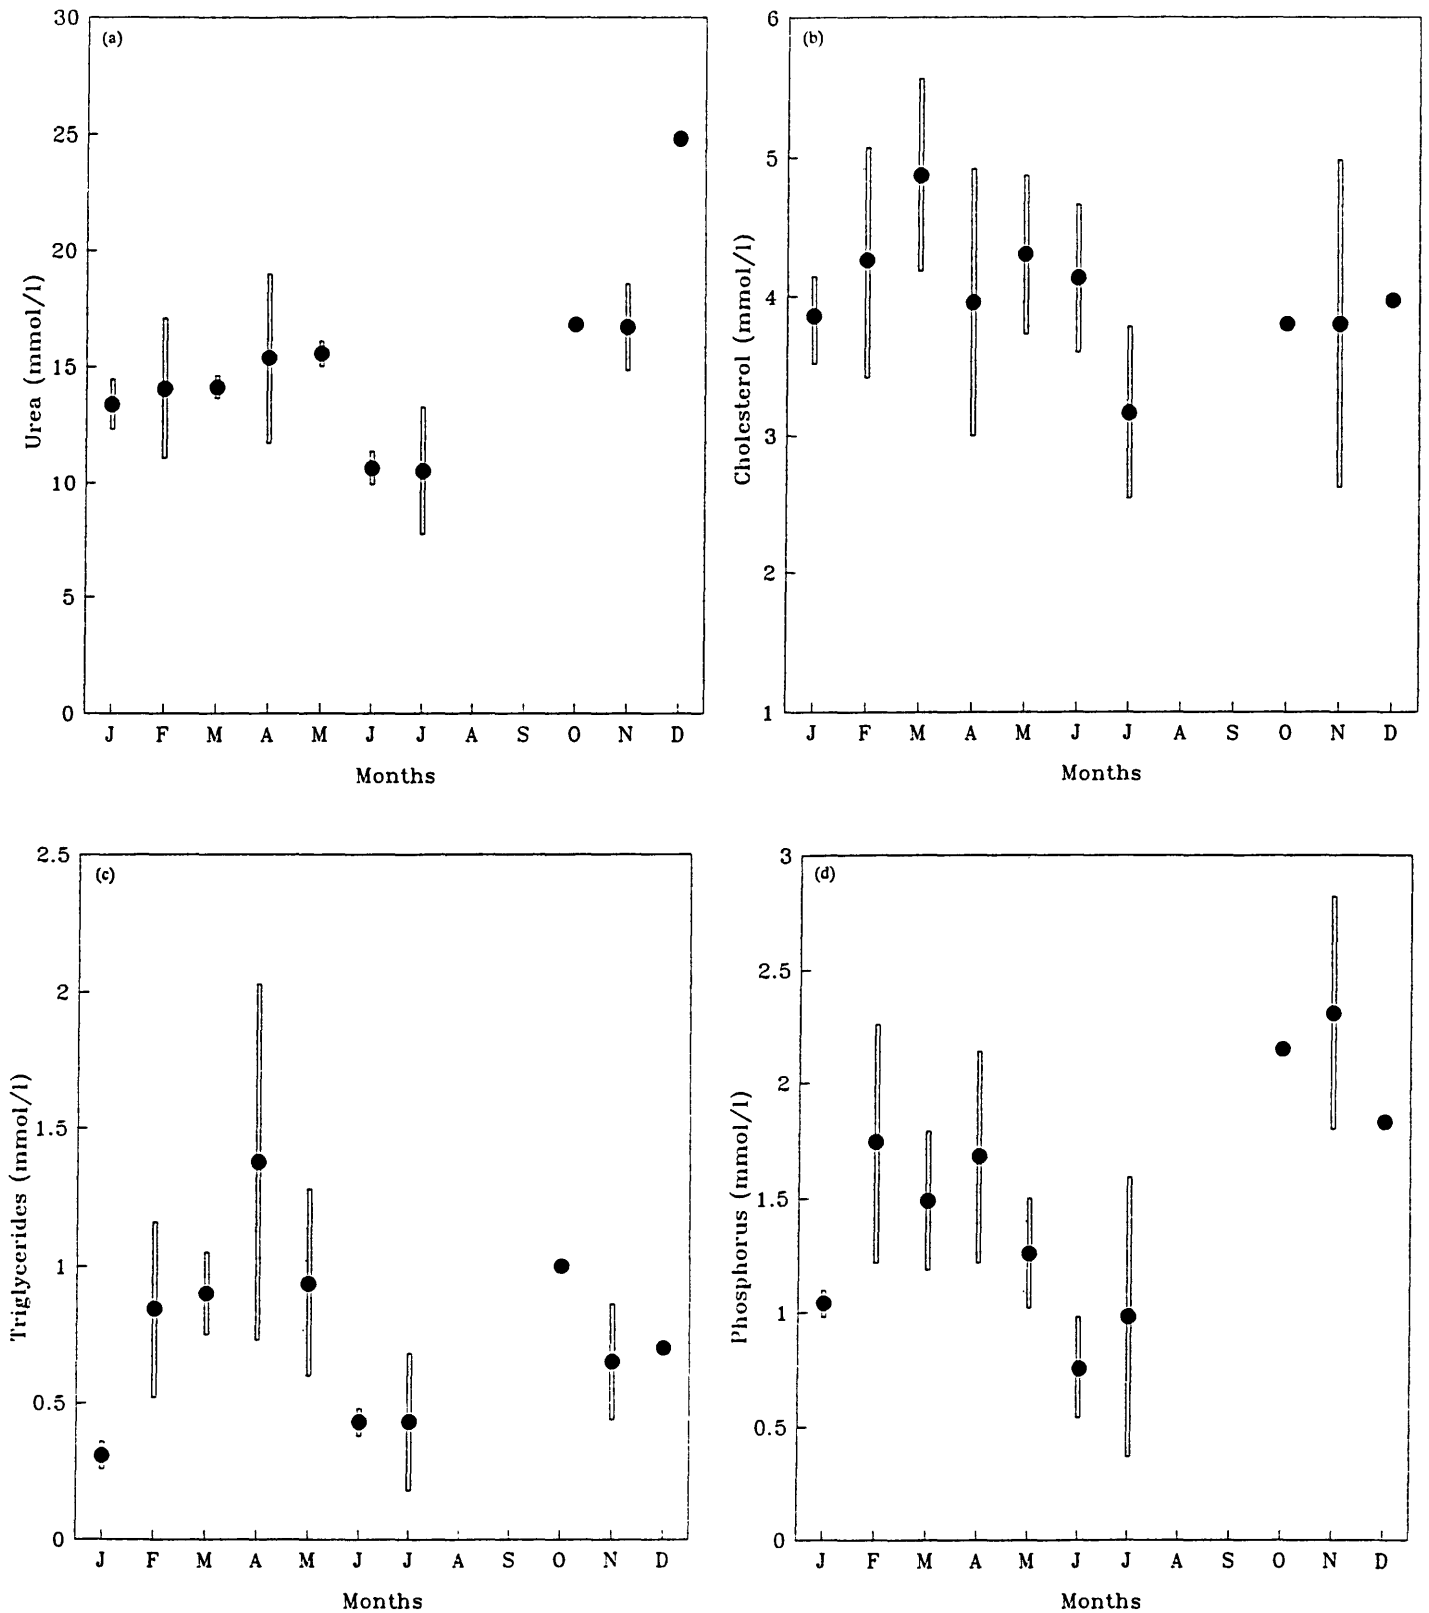 (a)
30
25
20
15
10
5
0
Urea (mmol/l)
J F M A M J J A S O N D
Months
(b)
6
5
4
3
2
1
Cholesterol (mmol/l)
J F M A M J J A S O N D
Months
(c)
2.5
2
1.5
1
0.5
0
Triglycerides (mmol/l)
J F M A M J J A S O N D
Months
(d)
3
2.5
2
1.5
1
0.5
0
Phosphorus (mmol/l)
J F M A M J J A S O N D
Months